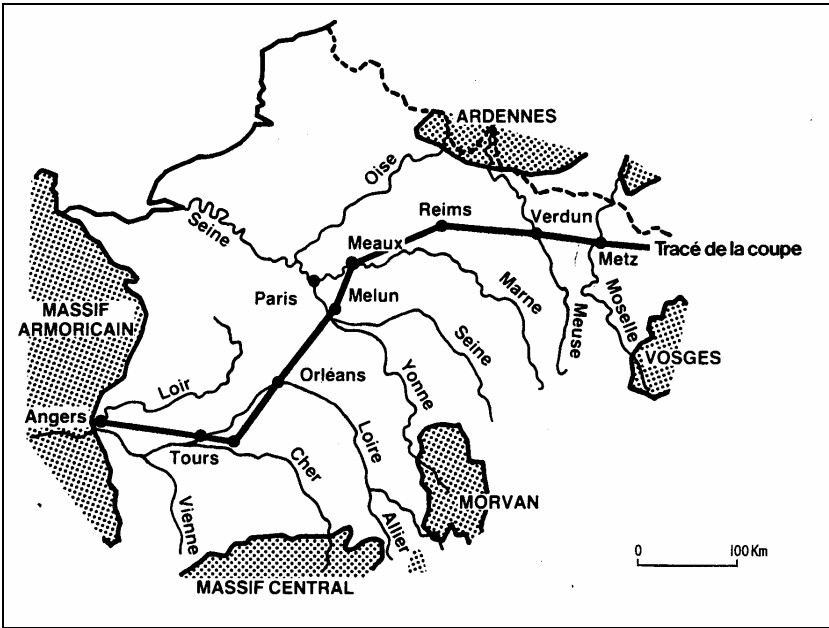 ARDENNES
Oise
Seine
Reims
Verdun
Meaux
Metz
Tracé de la coupe
Paris
Melun
Marne
Meuse
Moselle
MASSIF
ARMORICAIN
Seine
VOSGES
Loir
Orléans
Yonne
Angers
Tours
Cher
Loire
Vienne
Allier
MORVAN
MASSIF CENTRAL
0 100 Km